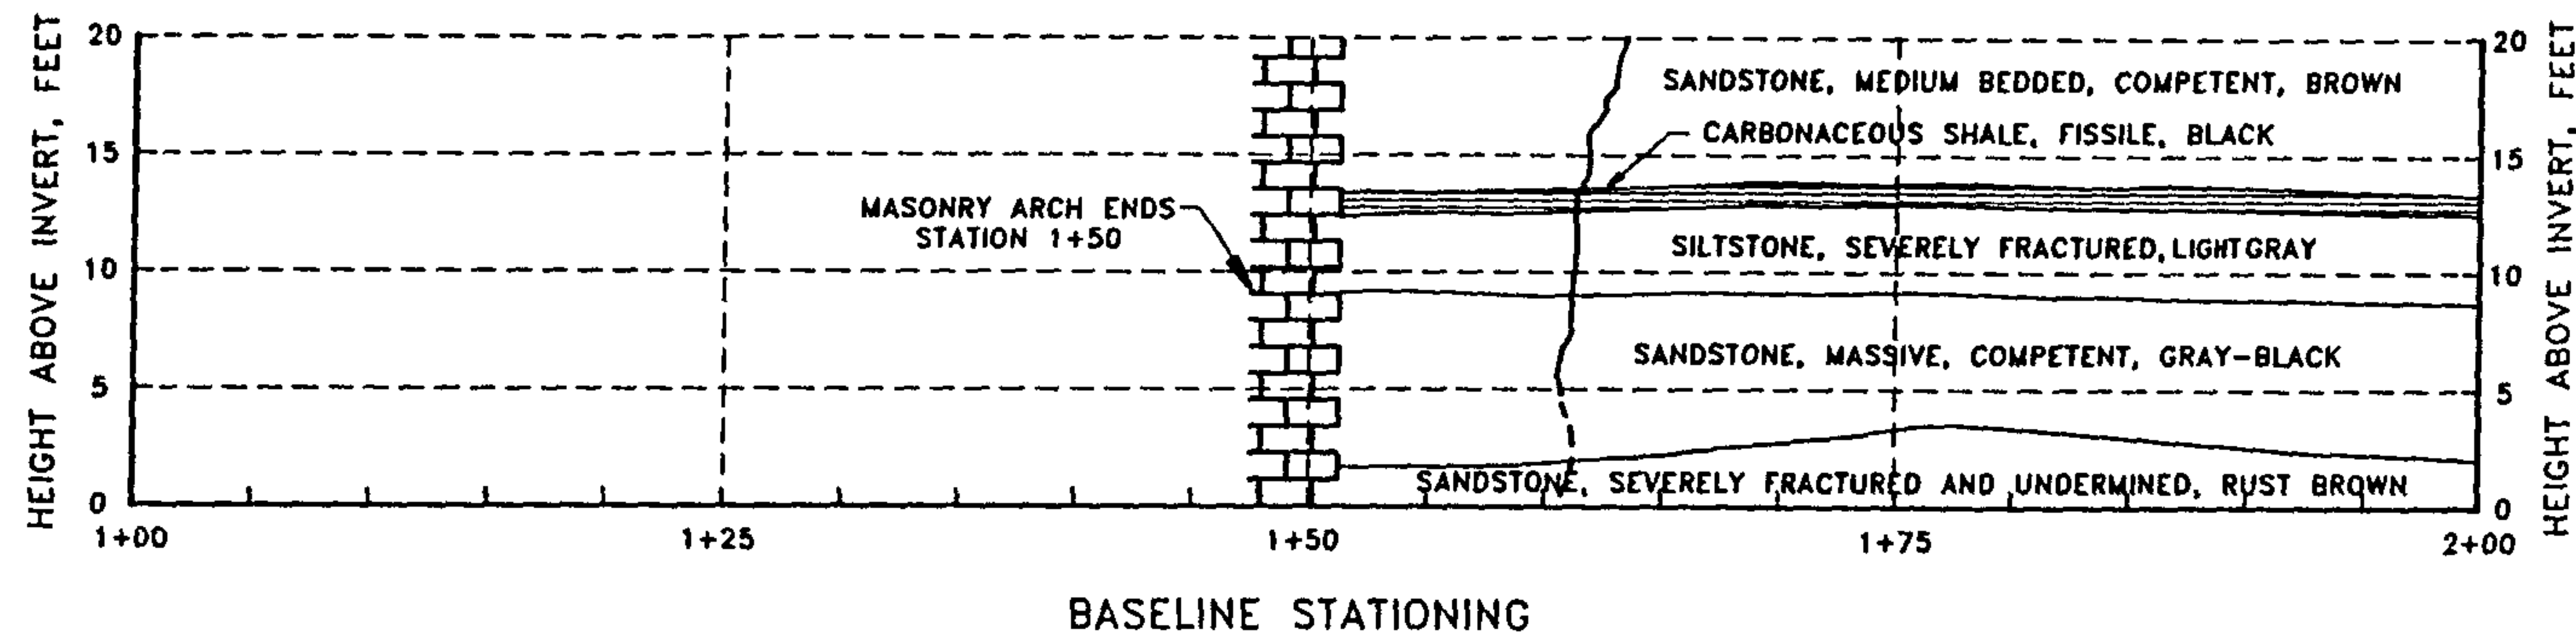 HEIGHT ABOVE INVERT, FEET
20
15
10
5
0
MASONRY ARCH ENDS
STATION 1+50
SANDSTONE, MEDIUM BEDDED, COMPETENT, BROWN
CARBONACEOUS SHALE, FISSILE, BLACK
SILTSTONE, SEVERELY FRACTURED, LIGHT GRAY
SANDSTONE, MASSIVE, COMPETENT, GRAY-BLACK
SANDSTONE, SEVERELY FRACTURED AND UNDERMINED, RUST BROWN
20
15
10
5
0
HEIGHT ABOVE INVERT, FEET
1+00 1+25 1+50 1+75 2+00
BASELINE STATIONING